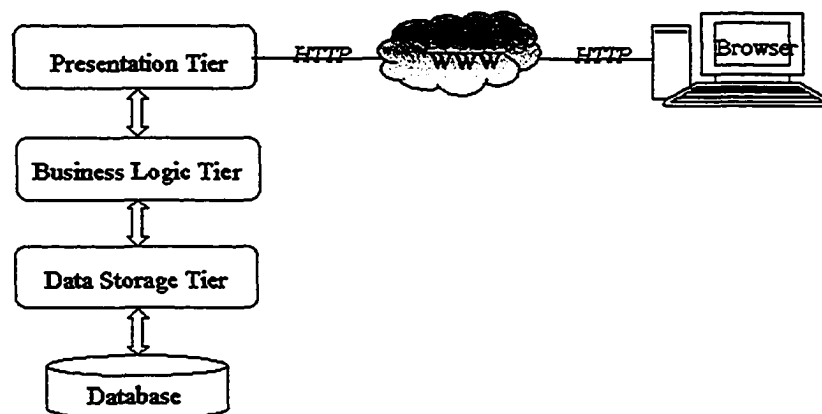 Presentation Tier
HTTP
WWW
HTTP
Browser
Business Logic Tier
Data Storage Tier
Database